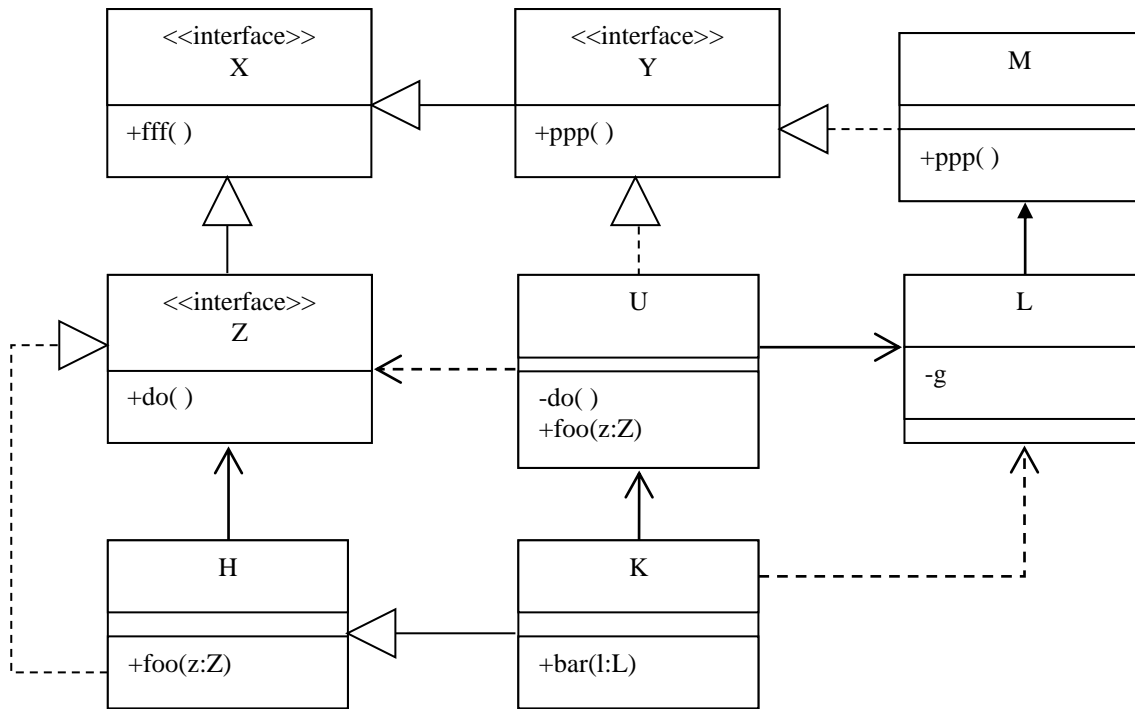 <<interface>>
X
+fff( )
<<interface>>
Y
+ppp( )
M
+ppp( )
<<interface>>
Z
+do( )
U
-do( )
+foo(z:Z)
L
-g
H
+foo(z:Z)
K
+bar(l:L)